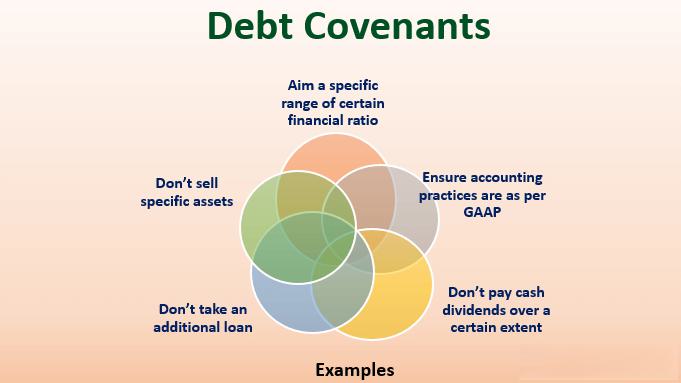 Debt Covenants
Aim a specific
range of certain
financial ratio
Don’t sell
specific assets
Ensure accounting
practices are as per
GAAP
Don’t take an
additional loan
Don’t pay cash
dividends over a
certain extent
Examples